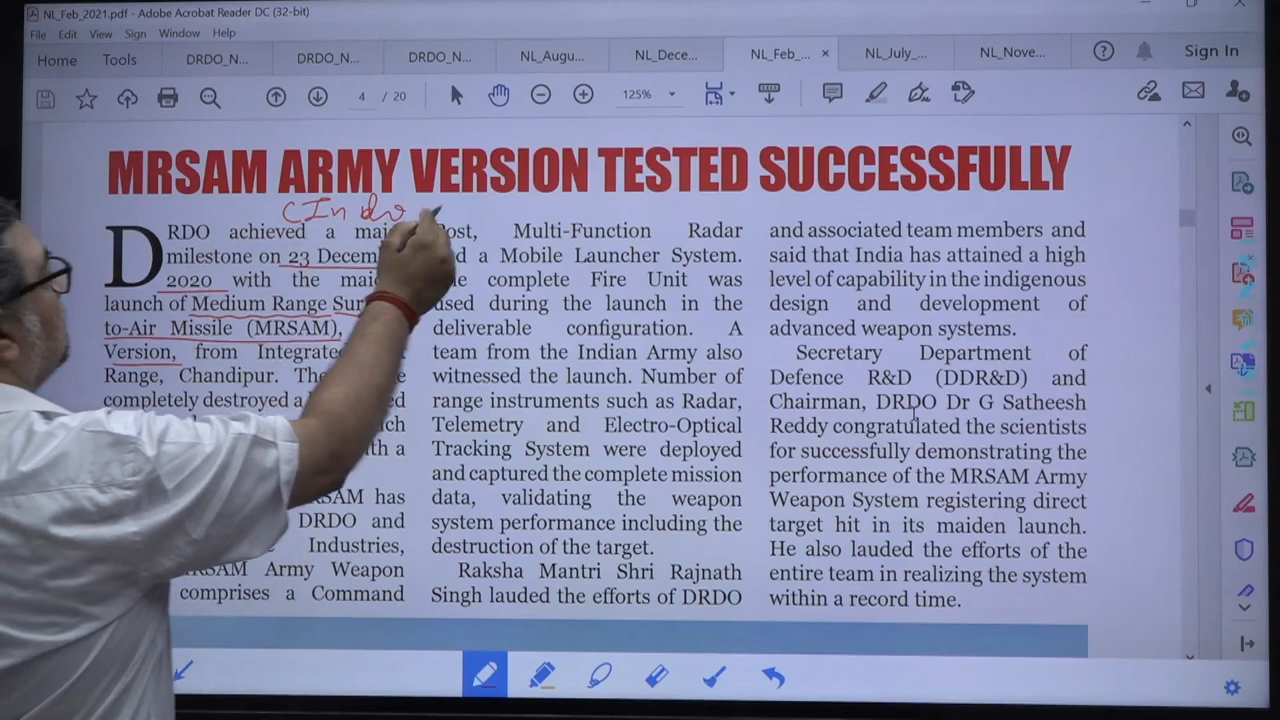 NL_Feb_2021.pdf - Adobe Acrobat Reader DC (32-bit)
File Edit View Sign Window Help
Home Tools DRDO_N... DRDO_N... DRDO_N... NL_Augu... NL_Dece... NL_Feb_... × NL_July_... NL_Nove... Sign In
4 / 20 125%
MRSAM ARMY VERSION TESTED SUCCESSFULLY
(Indo
DRDO achieved a
milestone on 23
2020 with the
launch of Medium Range
to-Air Missile (MRSAM),
Version, from
Range, Chandipur.
completely destroyed a
has
DRDO and
Industries,
Army Weapon
comprises a Command
Multi-Function Radar
a Mobile Launcher System.
complete Fire Unit was
used during the launch in the
deliverable configuration. A
team from the Indian Army also
witnessed the launch. Number of
range instruments such as Radar,
Telemetry and Electro-Optical
Tracking System were deployed
and captured the complete mission
data, validating the weapon
system performance including the
destruction of the target.
Raksha Mantri Shri Rajnath
Singh lauded the efforts of DRDO
and associated team members and
said that India has attained a high
level of capability in the indigenous
design and development of
advanced weapon systems.
Secretary Department of
Defence R&D (DDR&D) and
Chairman, DRDO Dr G Satheesh
Reddy congratulated the scientists
for successfully demonstrating the
performance of the MRSAM Army
Weapon System registering direct
target hit in its maiden launch.
He also lauded the efforts of the
entire team in realizing the system
within a record time.